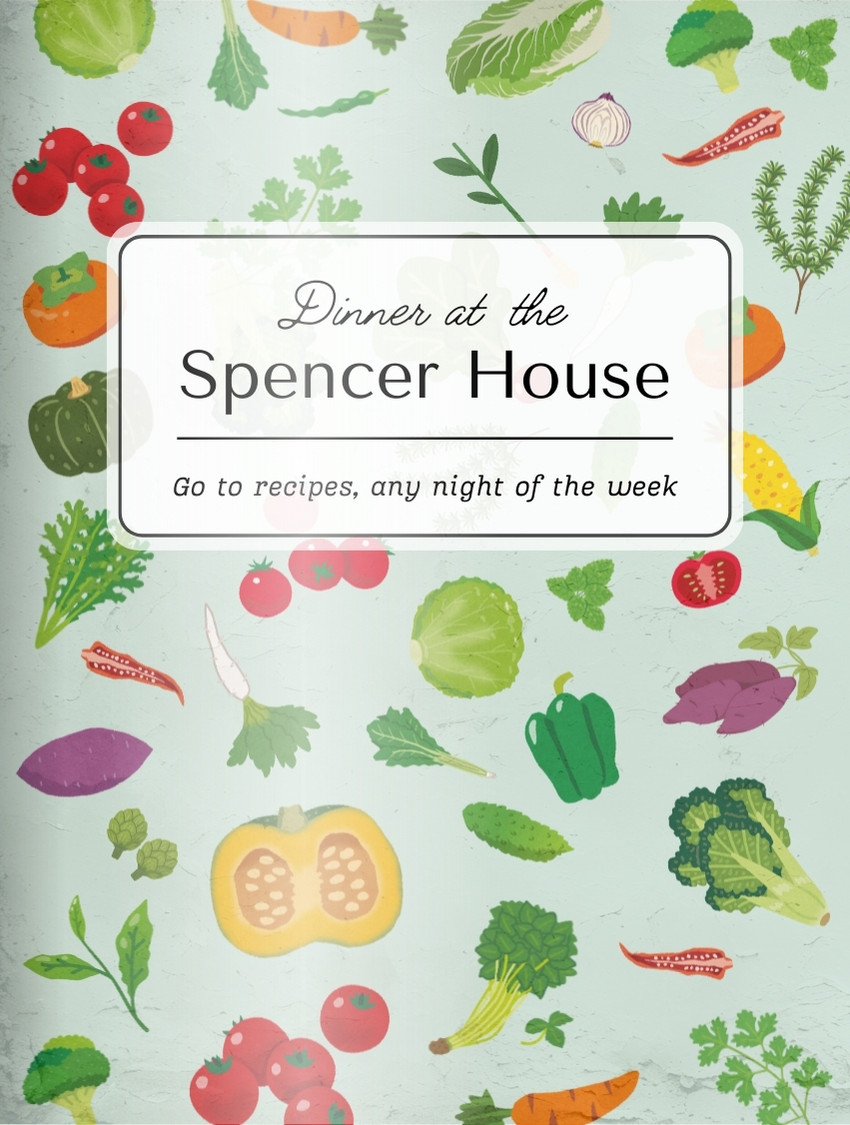 Dinner at the
Spencer House
Go to recipes, any night of the week